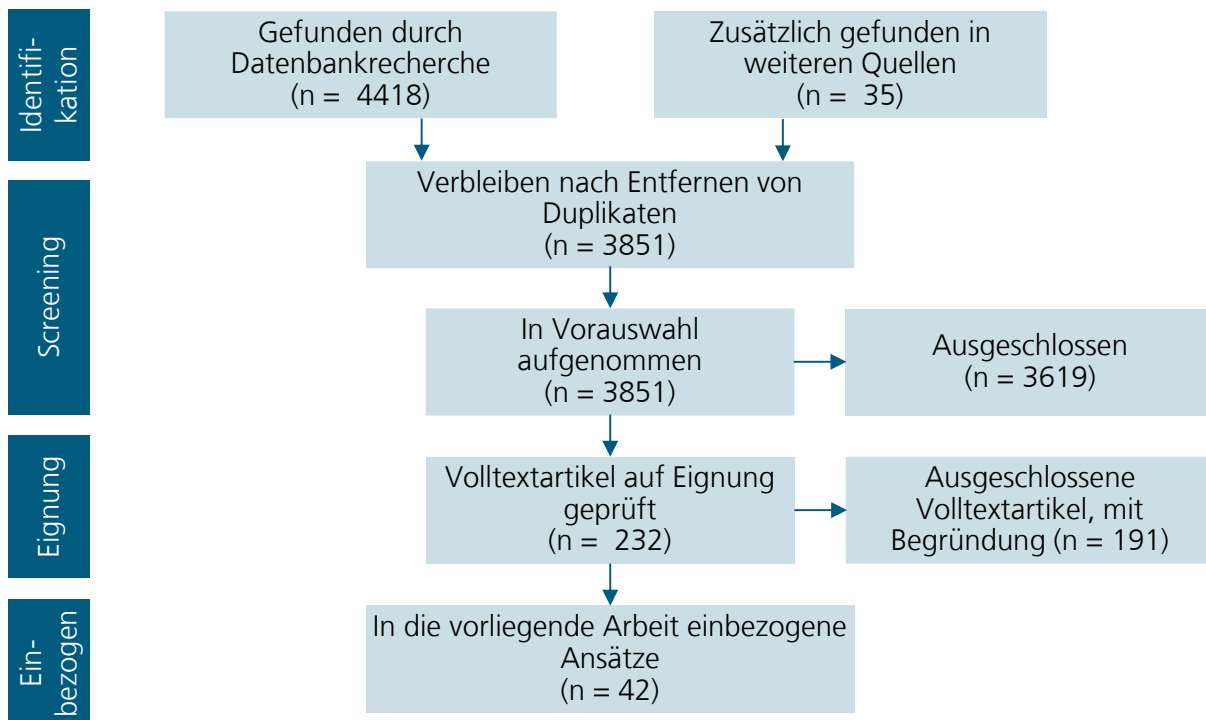 Identifi-
kation
Gefunden durch
Datenbankrecherche
(n =  4418)
Zusätzlich gefunden in
weiteren Quellen
(n =  35)
Screening
Verbleiben nach Entfernen von
Duplikaten
(n = 3851)
In Vorauswahl
aufgenommen
(n = 3851)
Ausgeschlossen
(n = 3619)
Eignung
Volltextartikel auf Eignung
geprüft
(n =  232)
Ausgeschlossene
Volltextartikel, mit
Begründung (n = 191)
Ein-
bezogen
In die vorliegende Arbeit einbezogene
Ansätze
(n = 42)